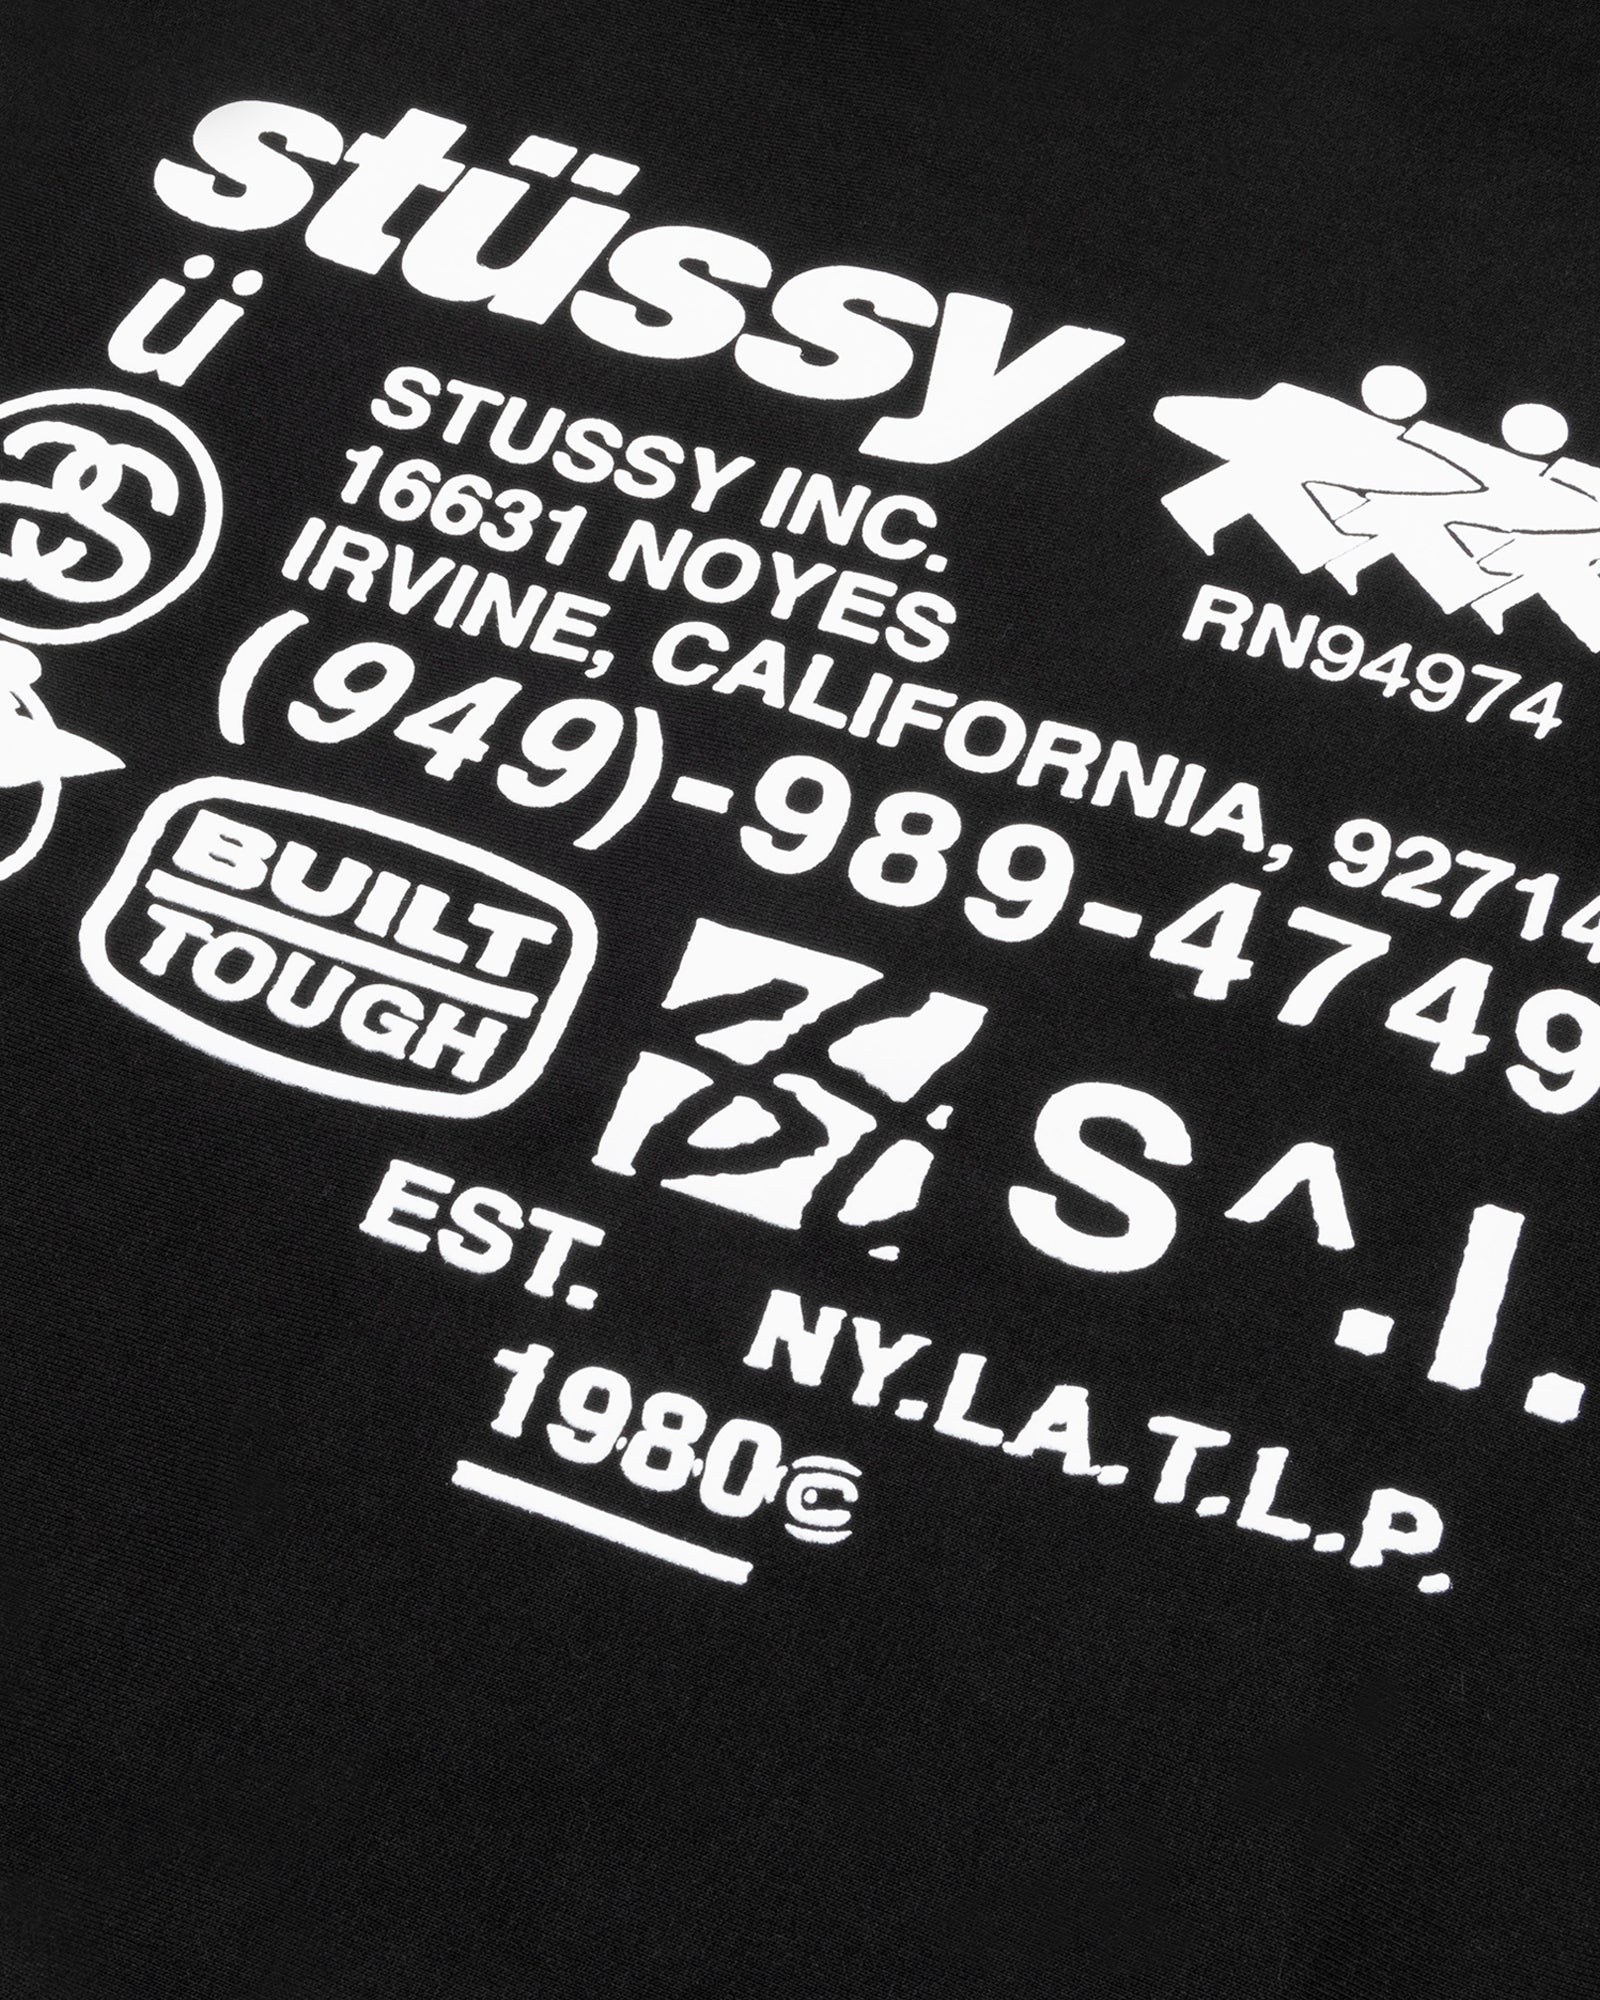 stüssy
ü
STUSSY INC.
16631 NOYES
IRVINE, CALIFORNIA, 92714
(949)-989-4749
RN94974
BUILT
TOUGH
S^.I.
EST.
1980©
NY.LA.T.L.P.